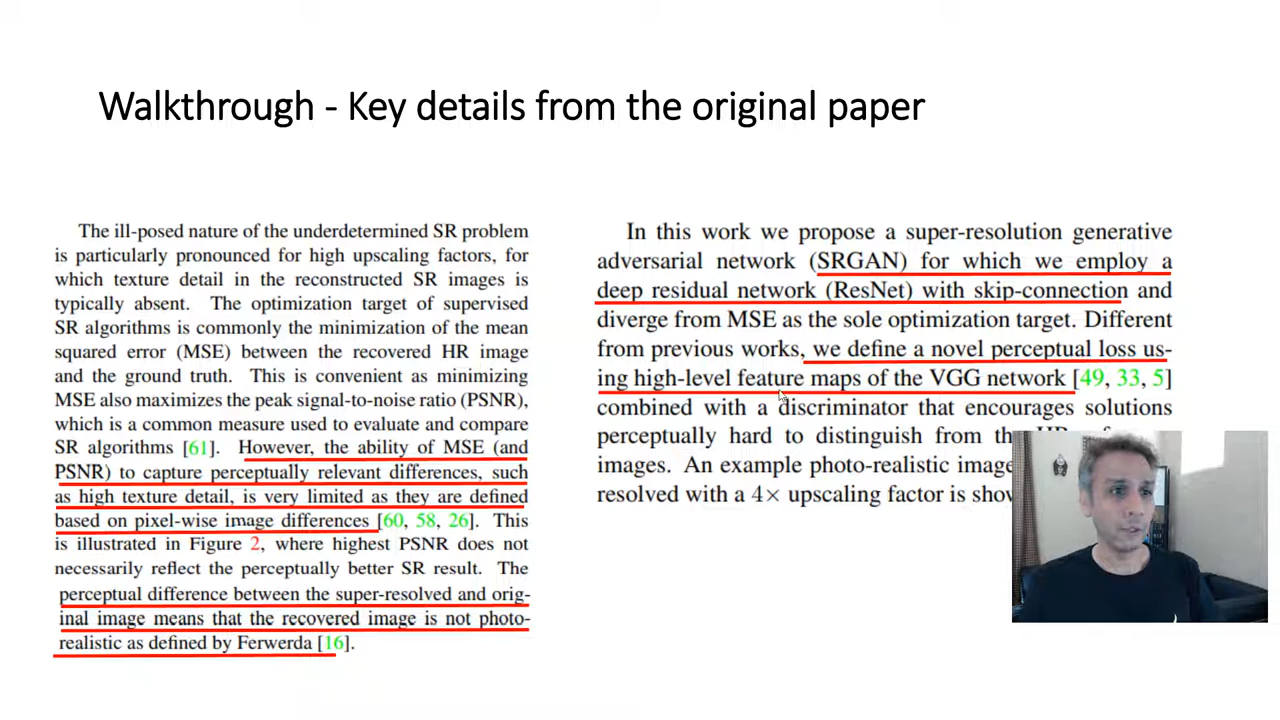 Walkthrough - Key details from the original paper
The ill-posed nature of the underdetermined SR problem
is particularly pronounced for high upscaling factors, for
which texture detail in the reconstructed SR images is
typically absent. The optimization target of supervised
SR algorithms is commonly the minimization of the mean
squared error (MSE) between the recovered HR image
and the ground truth. This is convenient as minimizing
MSE also maximizes the peak signal-to-noise ratio (PSNR),
which is a common measure used to evaluate and compare
SR algorithms [61]. However, the ability of MSE (and
PSNR) to capture perceptually relevant differences, such
as high texture detail, is very limited as they are defined
based on pixel-wise image differences [60, 58, 26]. This
is illustrated in Figure 2, where highest PSNR does not
necessarily reflect the perceptually better SR result. The
perceptual difference between the super-resolved and orig-
inal image means that the recovered image is not photo-
realistic as defined by Ferwerda [16].
In this work we propose a super-resolution generative
adversarial network (SRGAN) for which we employ a
deep residual network (ResNet) with skip-connection and
diverge from MSE as the sole optimization target. Different
from previous works, we define a novel perceptual loss us-
ing high-level feature maps of the VGG network [49, 33, 5]
combined with a discriminator that encourages solutions
perceptually hard to distinguish from
images. An example photo-realistic image
resolved with a 4× upscaling factor is